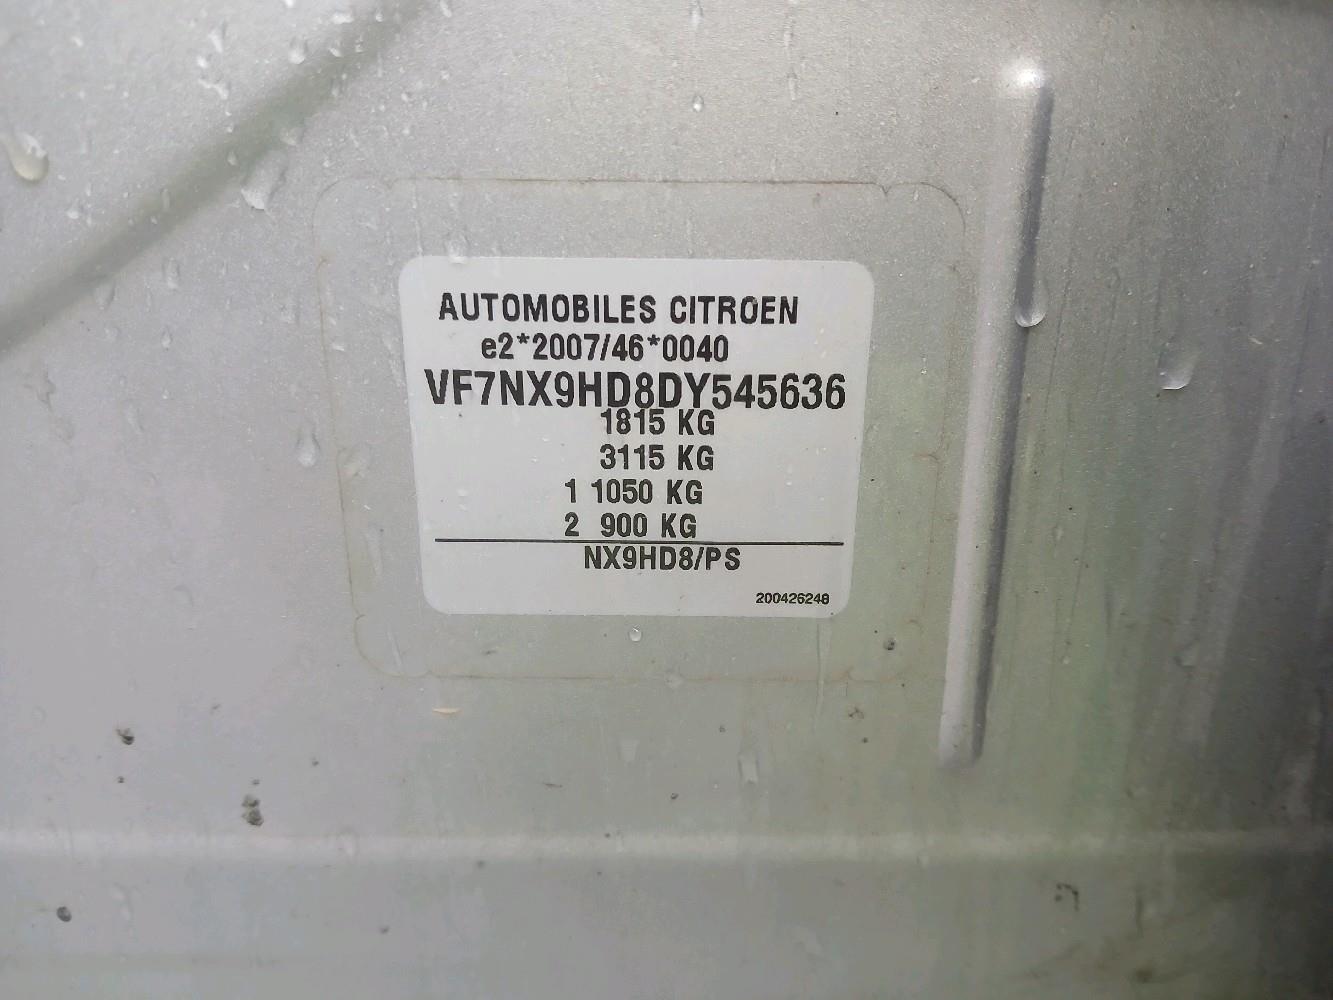 AUTOMOBILES CITROEN
e2*2007/46*0040
VF7NX9HD8DY545636
1815 KG
3115 KG
1 1050 KG
2 900 KG
NX9HD8/PS
200426248